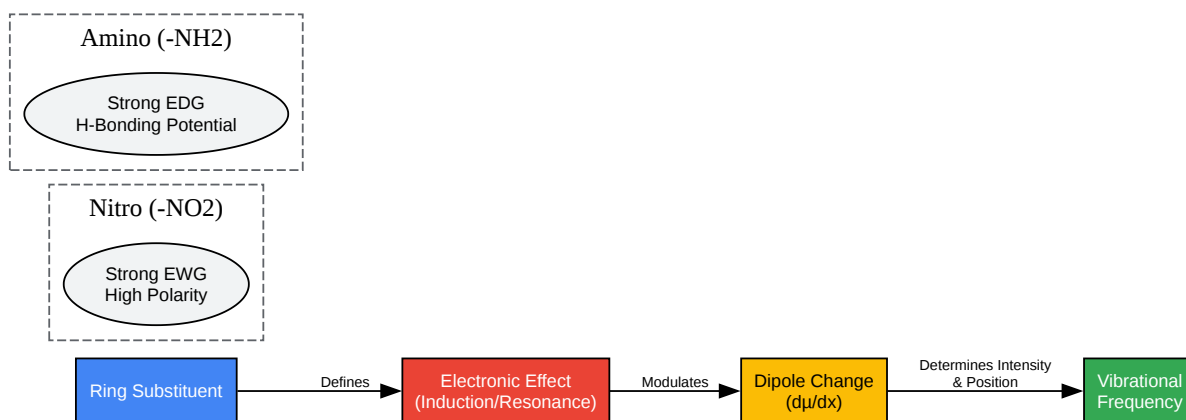 Amino (-NH2)
Strong EDG
H-Bonding Potential
Nitro (-NO2)
Strong EWG
High Polarity
Ring Substituent
Defines
Electronic Effect
(Induction/Resonance)
Modulates
Dipole Change
(dμ/dx)
Determines Intensity
& Position
Vibrational
Frequency